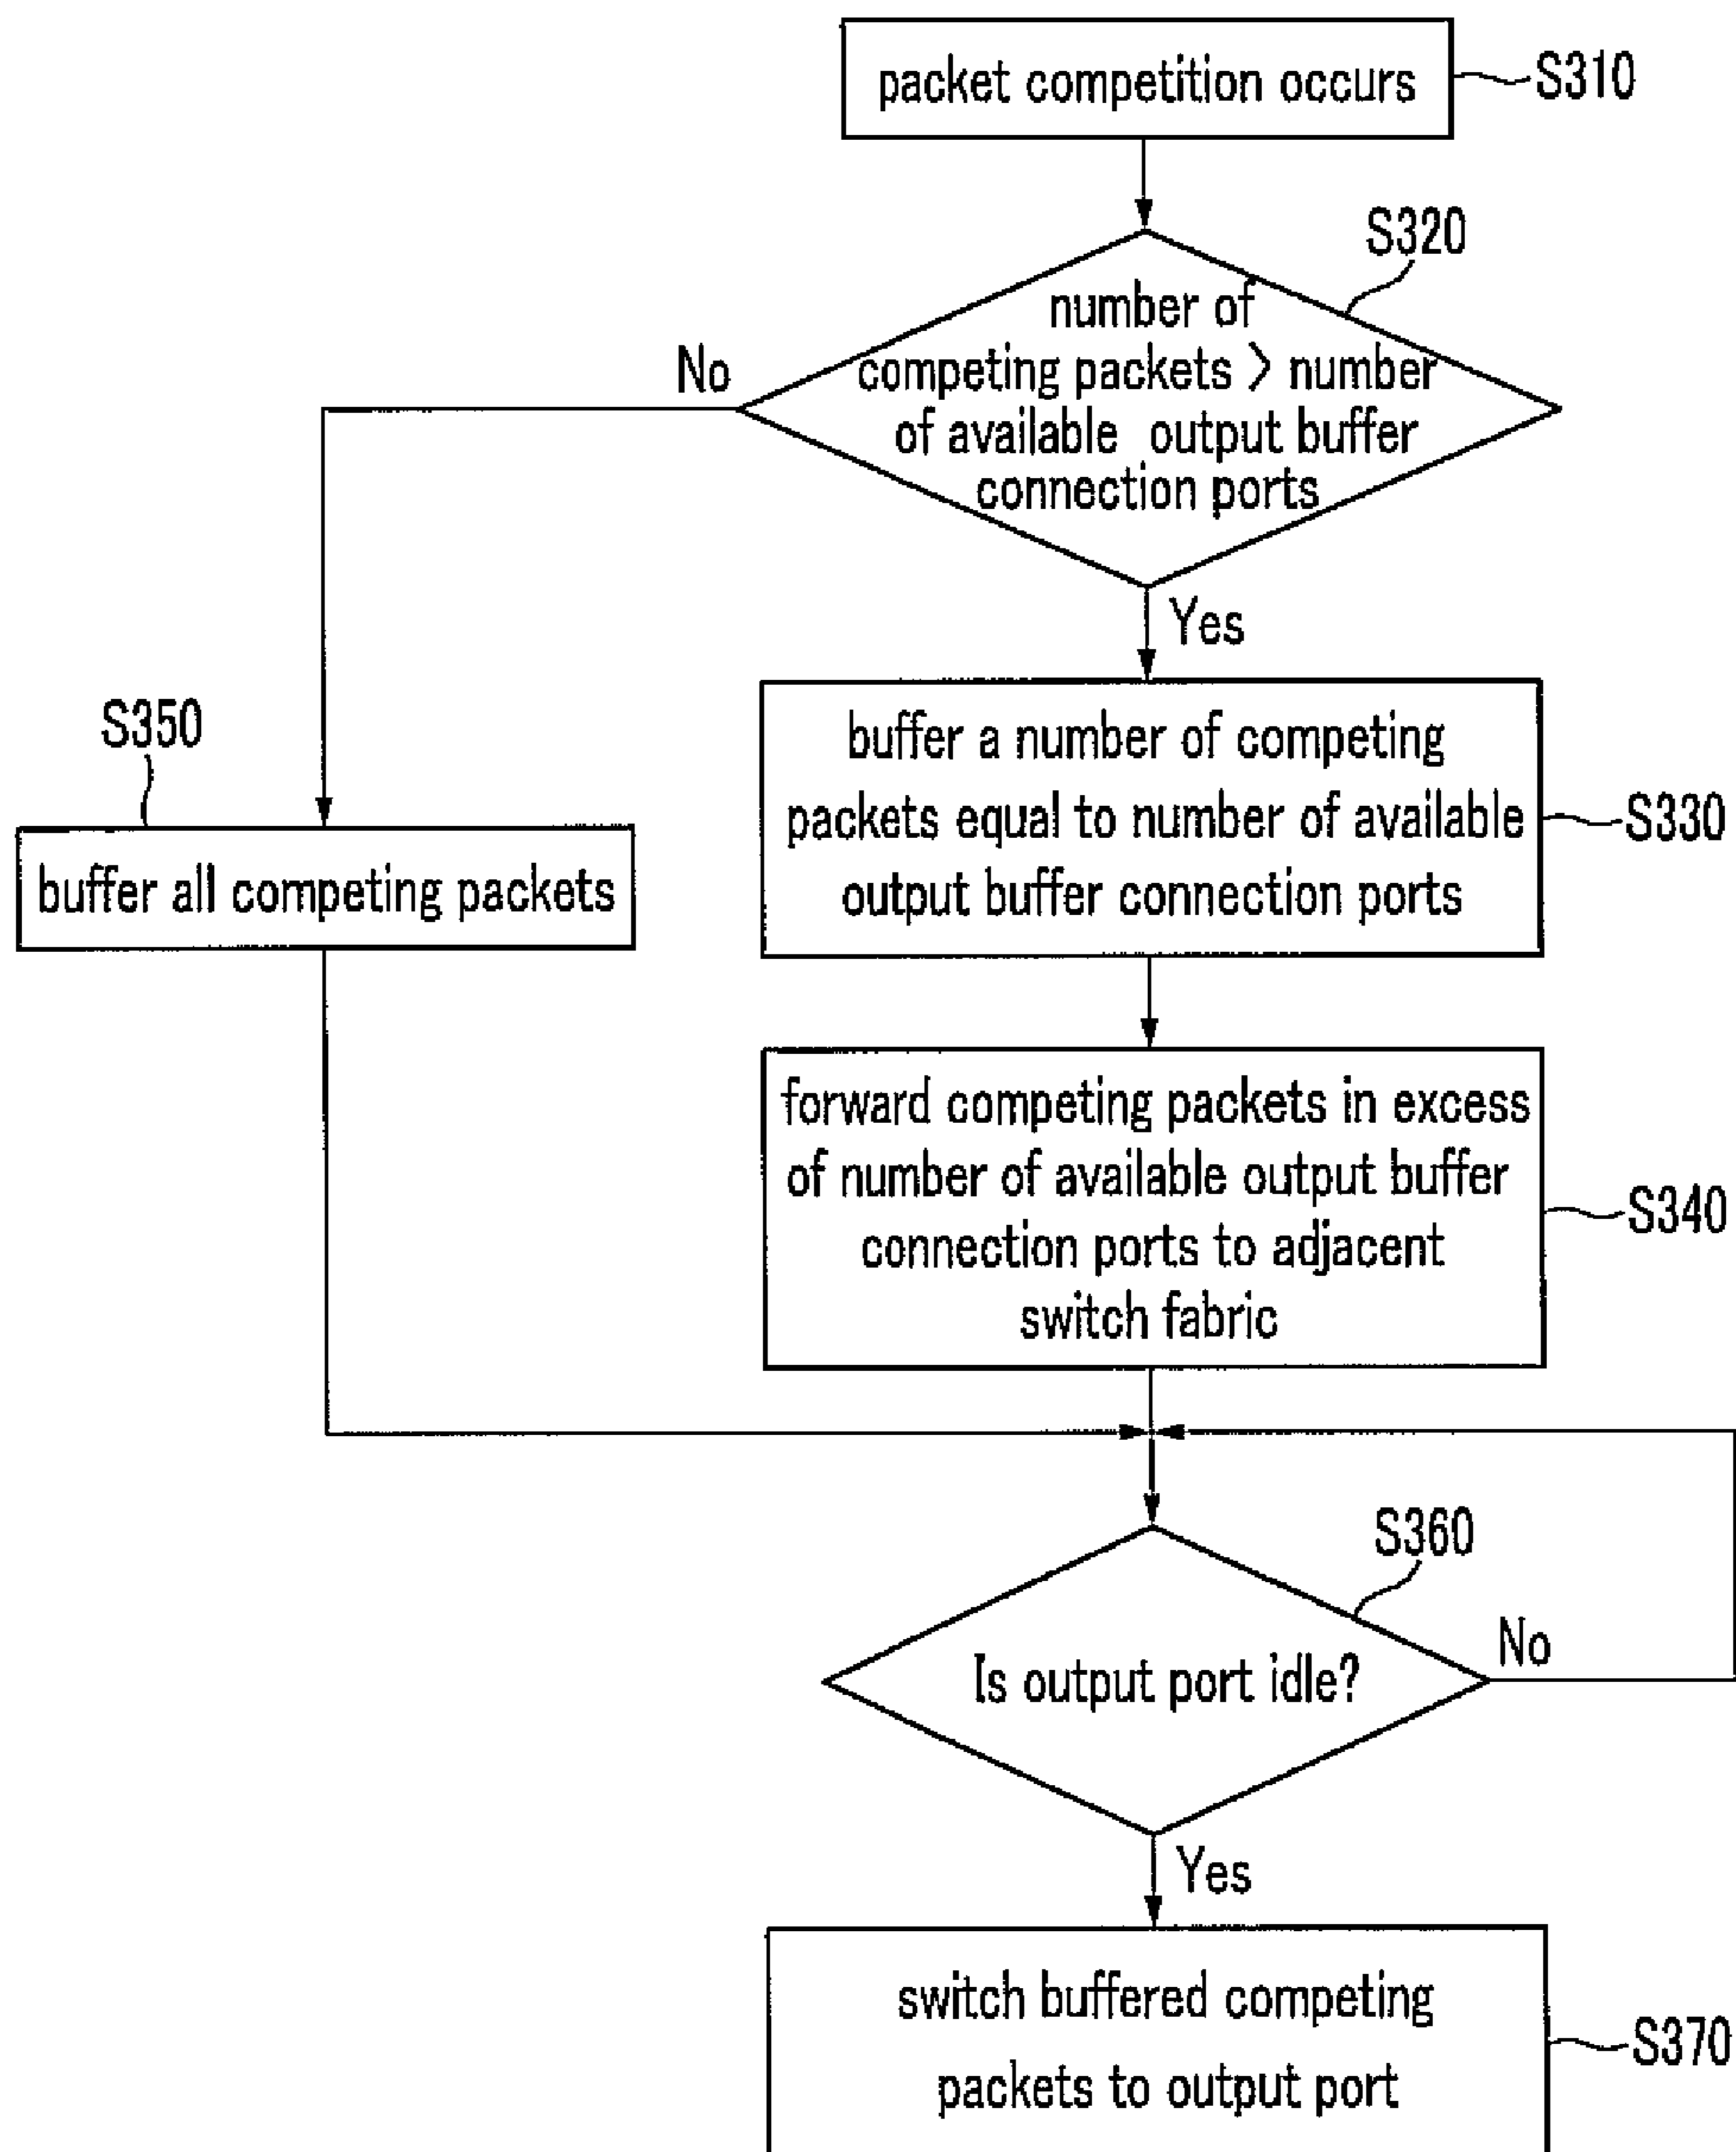 packet competition occurs
S310
S320
number of
competing packets > number
of available output buffer
connection ports
No
Yes
S350
buffer all competing packets
buffer a number of competing
packets equal to number of available
output buffer connection ports
S330
forward competing packets in excess
of number of available output buffer
connection ports to adjacent
switch fabric
S340
S360
Is output port idle?
No
Yes
switch buffered competing
packets to output port
S370